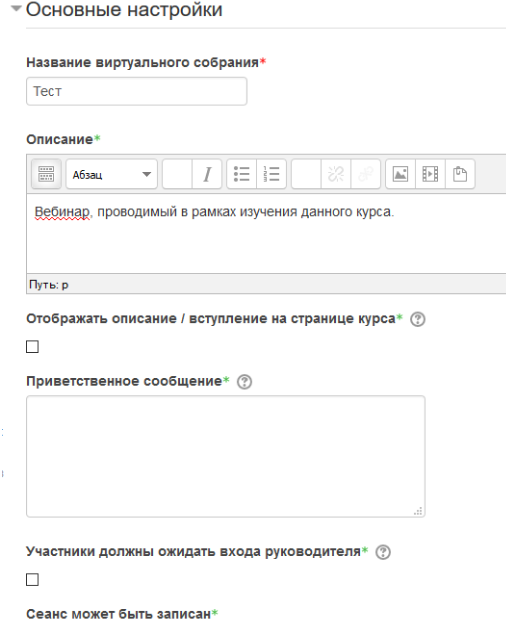 Основные настройки
Название виртуального собрания*
Тест
Описание*
Абзац
I
Вебинар, проводимый в рамках изучения данного курса.
Путь: p
Отображать описание / вступление на странице курса*
Приветственное сообщение*
Участники должны ожидать входа руководителя*
Сеанс может быть записан*